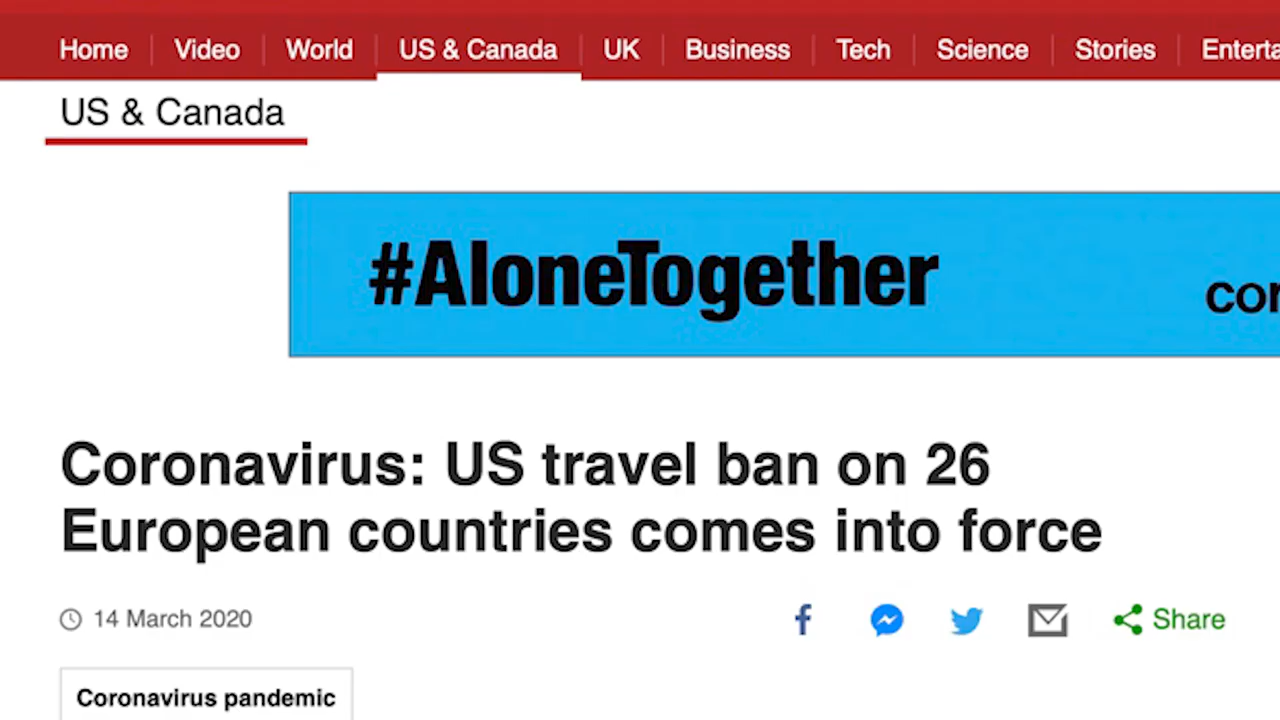 Home Video World US & Canada UK Business Tech Science Stories
US & Canada
#AloneTogether
Coronavirus: US travel ban on 26
European countries comes into force
14 March 2020 Share
Coronavirus pandemic